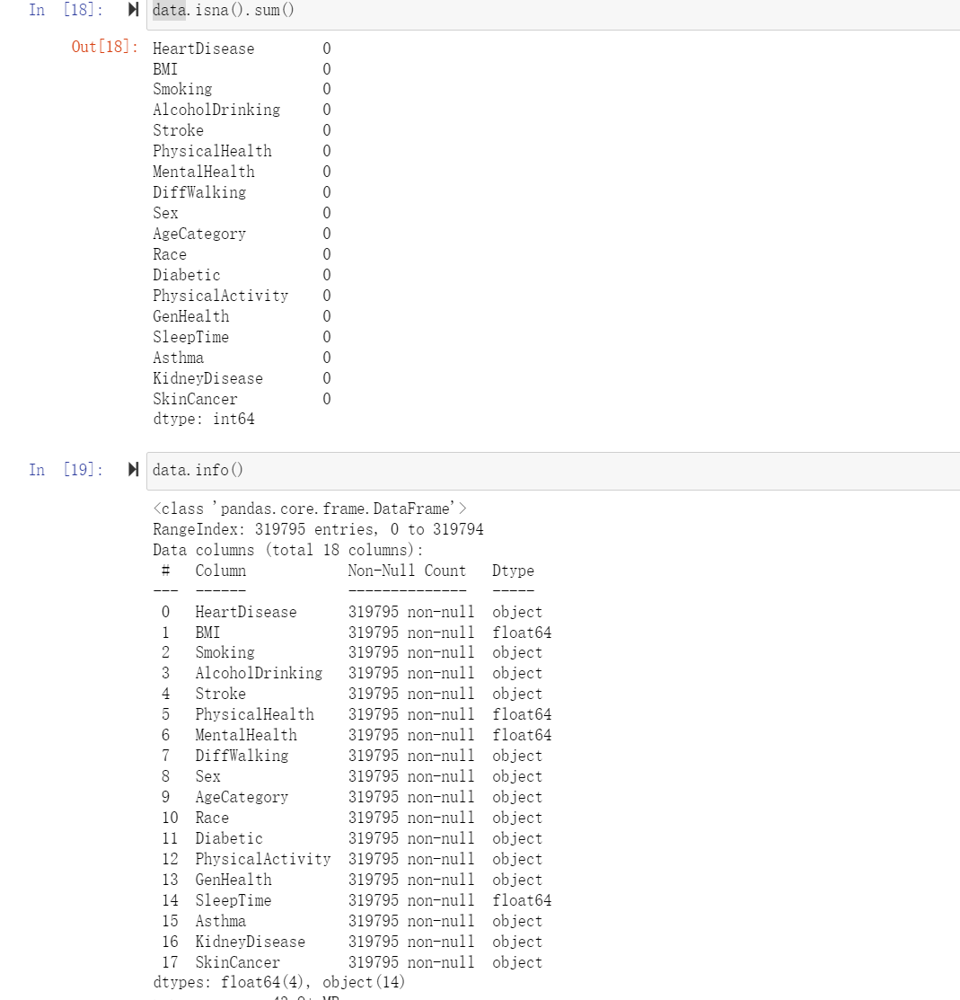 In [18]: data.isna().sum()
Out[18]: HeartDisease 0
BMI 0
Smoking 0
AlcoholDrinking 0
Stroke 0
PhysicalHealth 0
MentalHealth 0
DiffWalking 0
Sex 0
AgeCategory 0
Race 0
Diabetic 0
PhysicalActivity 0
GenHealth 0
SleepTime 0
Asthma 0
KidneyDisease 0
SkinCancer 0
dtype: int64
In [19]: data.info()
<class 'pandas.core.frame.DataFrame'>
RangeIndex: 319795 entries, 0 to 319794
Data columns (total 18 columns):
# Column Non-Null Count Dtype
--- ------ -------------- -----
0 HeartDisease 319795 non-null object
1 BMI 319795 non-null float64
2 Smoking 319795 non-null object
3 AlcoholDrinking 319795 non-null object
4 Stroke 319795 non-null object
5 PhysicalHealth 319795 non-null float64
6 MentalHealth 319795 non-null float64
7 DiffWalking 319795 non-null object
8 Sex 319795 non-null object
9 AgeCategory 319795 non-null object
10 Race 319795 non-null object
11 Diabetic 319795 non-null object
12 PhysicalActivity 319795 non-null object
13 GenHealth 319795 non-null object
14 SleepTime 319795 non-null float64
15 Asthma 319795 non-null object
16 KidneyDisease 319795 non-null object
17 SkinCancer 319795 non-null object
dtypes: float64(4), object(14)